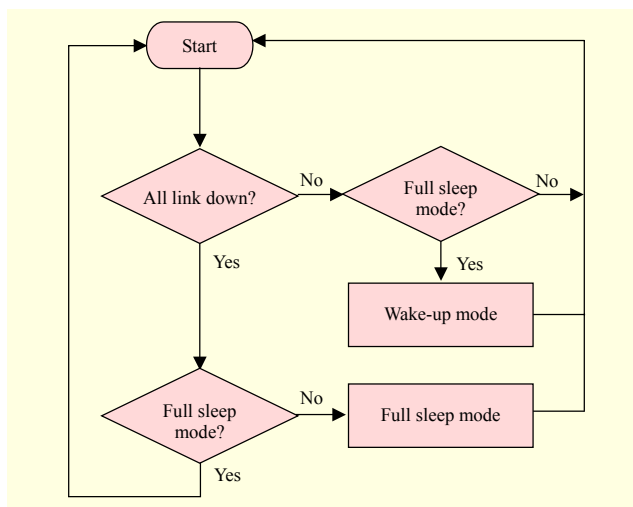 Start
All link down?
No
Full sleep
mode?
No
Yes
Yes
Wake-up mode
Full sleep
mode?
No
Full sleep mode
Yes